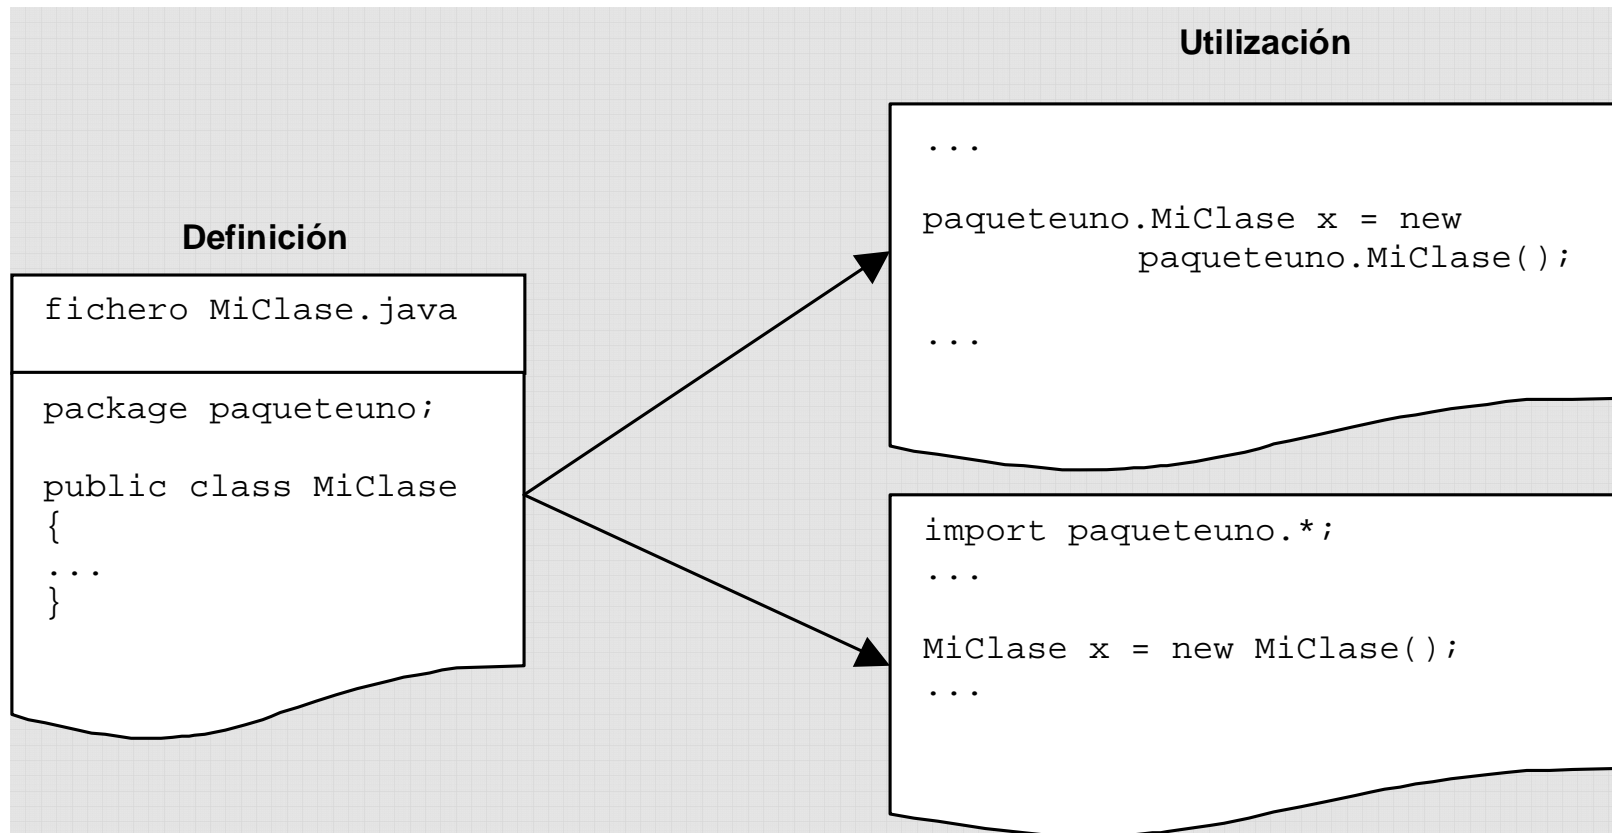 Utilización
...
paqueteuno.MiClase x = new
paqueteuno.MiClase();
...
Definición
fichero MiClase.java
package paqueteuno;
public class MiClase
{
...
}
import paqueteuno.*;
...
MiClase x = new MiClase();
...